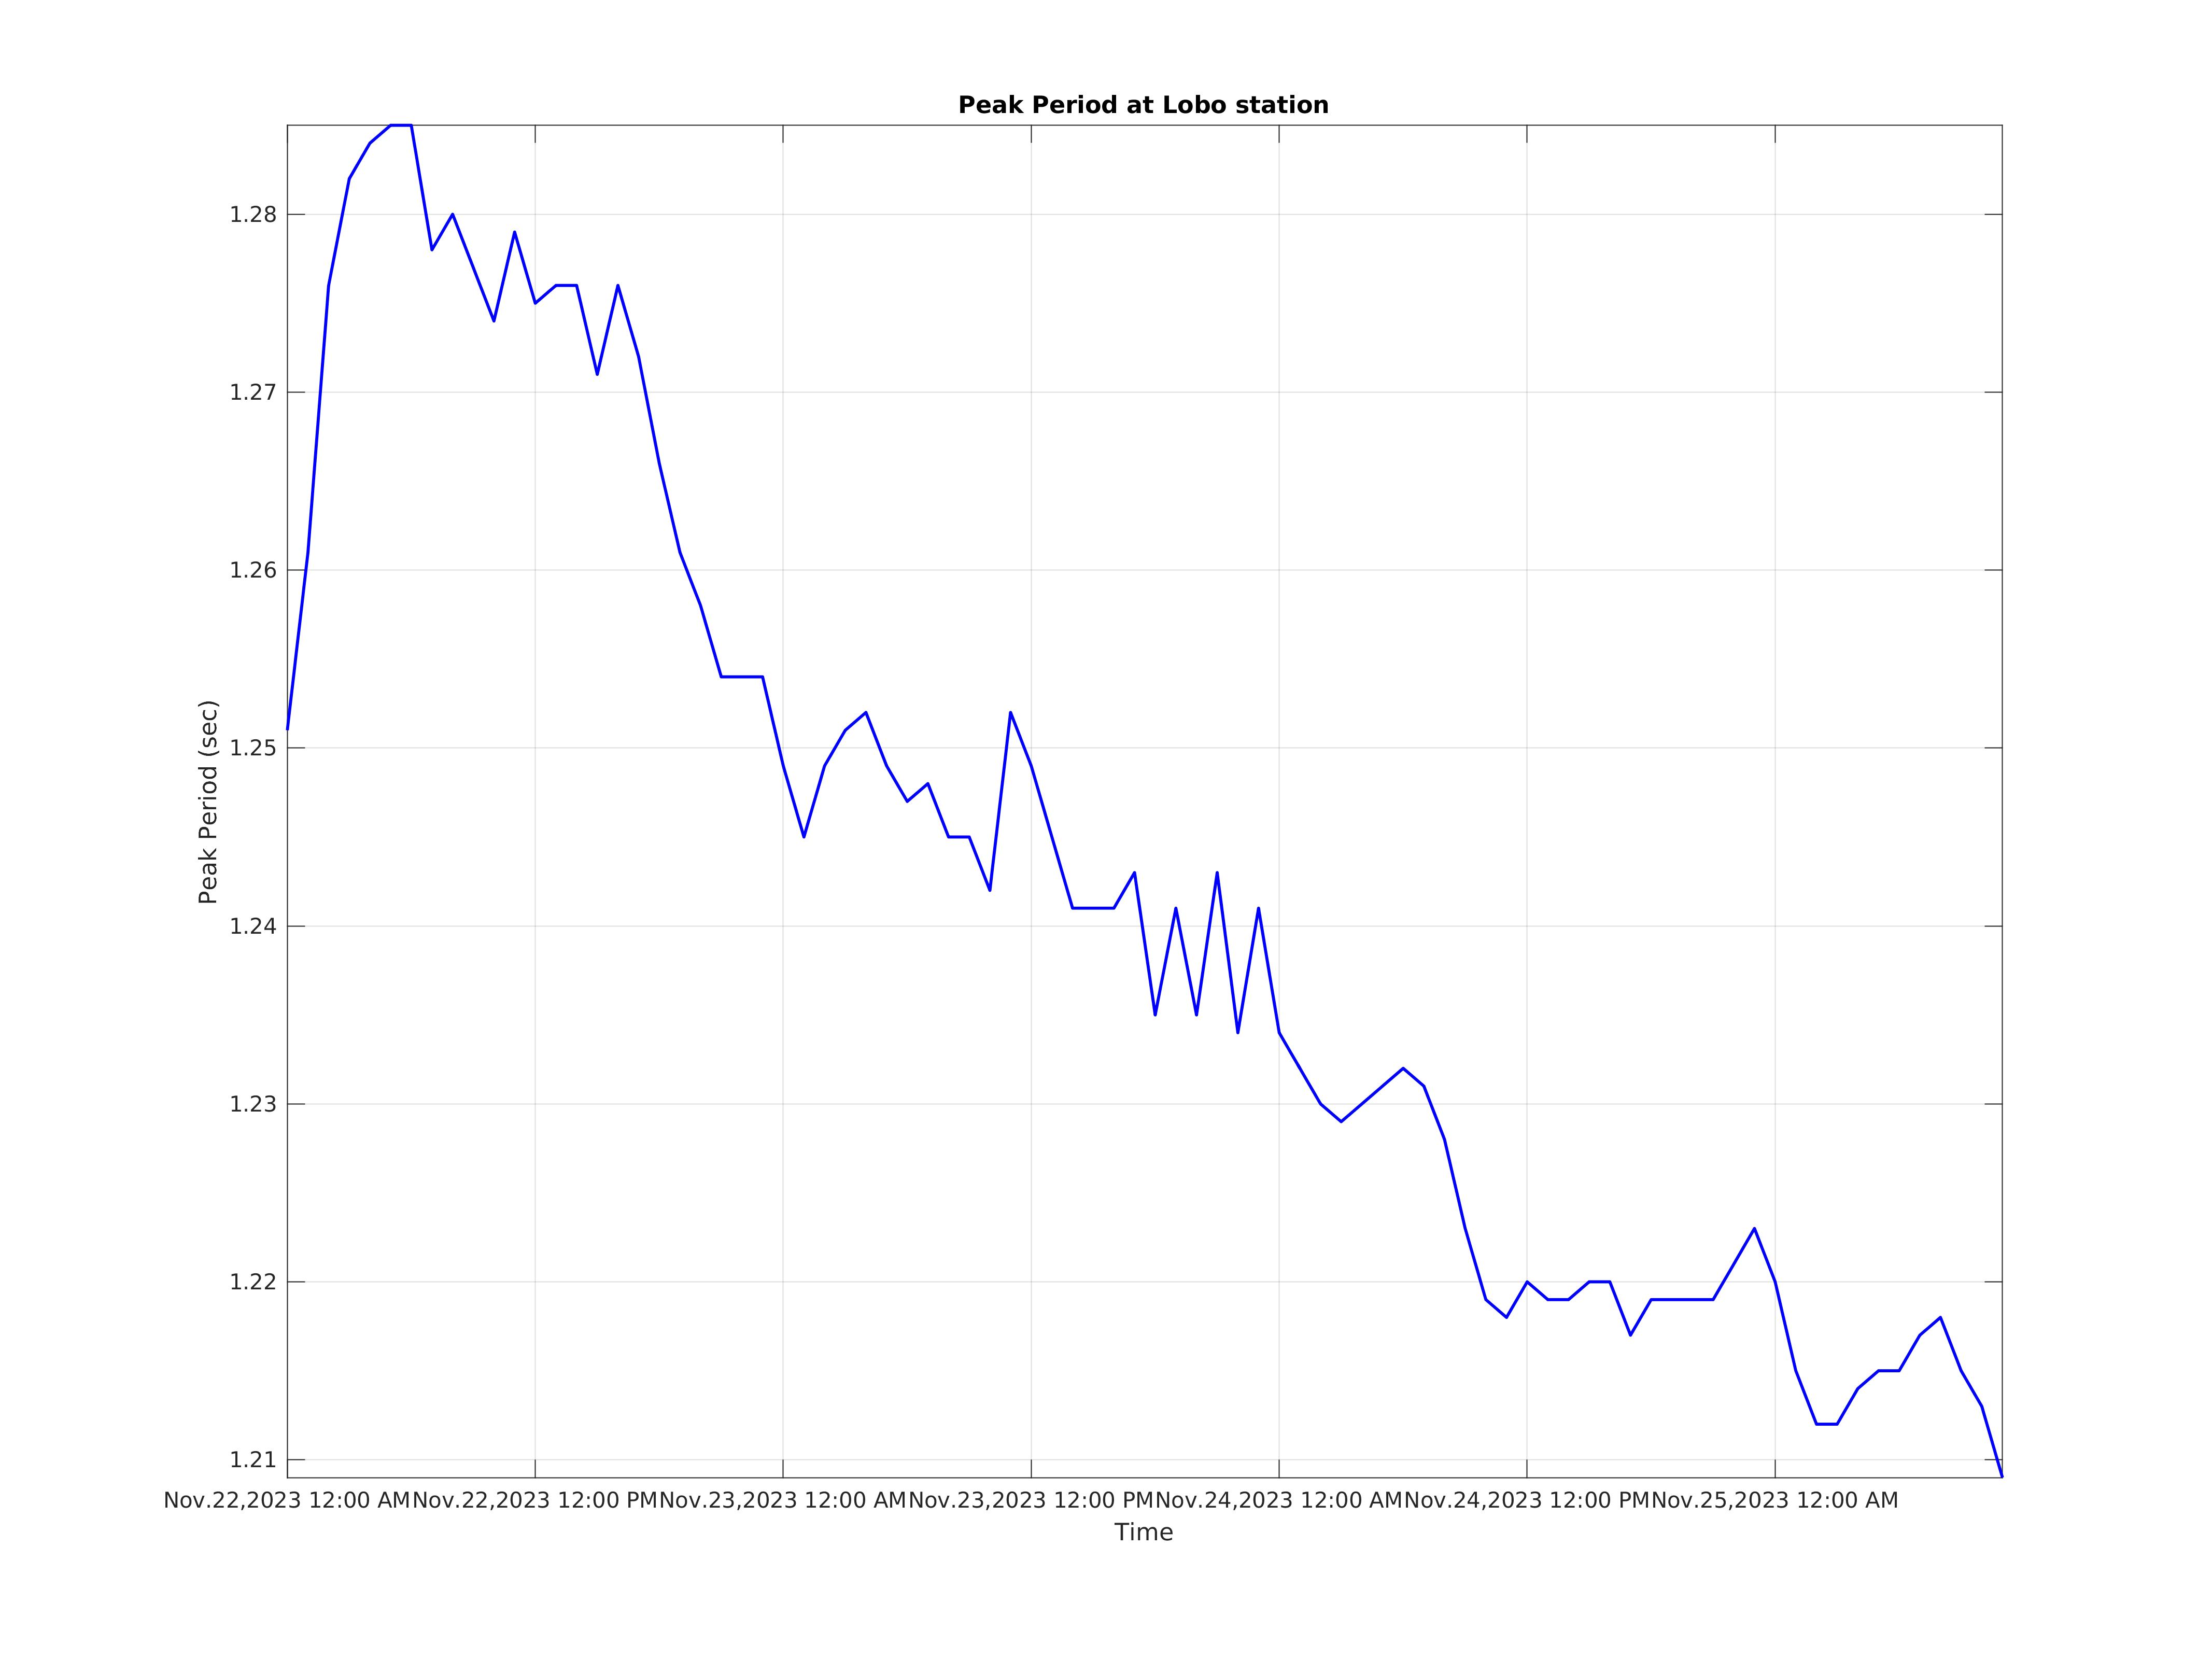 Peak Period at Lobo station
Peak Period (sec)
1.28
1.27
1.26
1.25
1.24
1.23
1.22
1.21
Nov.22,2023 12:00 AM Nov.22,2023 12:00 PM Nov.23,2023 12:00 AM Nov.23,2023 12:00 PM Nov.24,2023 12:00 AM Nov.24,2023 12:00 PM Nov.25,2023 12:00 AM
Time